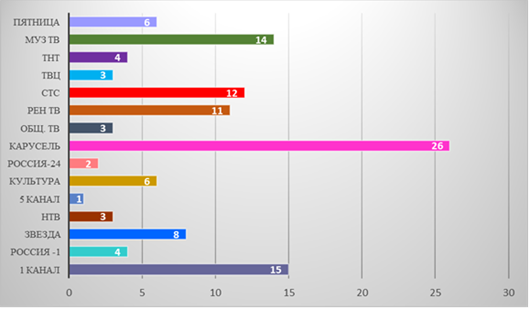 ПЯТНИЦА 6
МУЗ ТВ 14
ТНТ 4
ТВЦ 3
СТС 12
РЕН ТВ 11
ОБЩ. ТВ 3
КАРУСЕЛЬ 26
РОССИЯ-24 2
КУЛЬТУРА 6
5 КАНАЛ 1
НТВ 3
ЗВЕЗДА 8
РОССИЯ -1 4
1 КАНАЛ 15
0 5 10 15 20 25 30